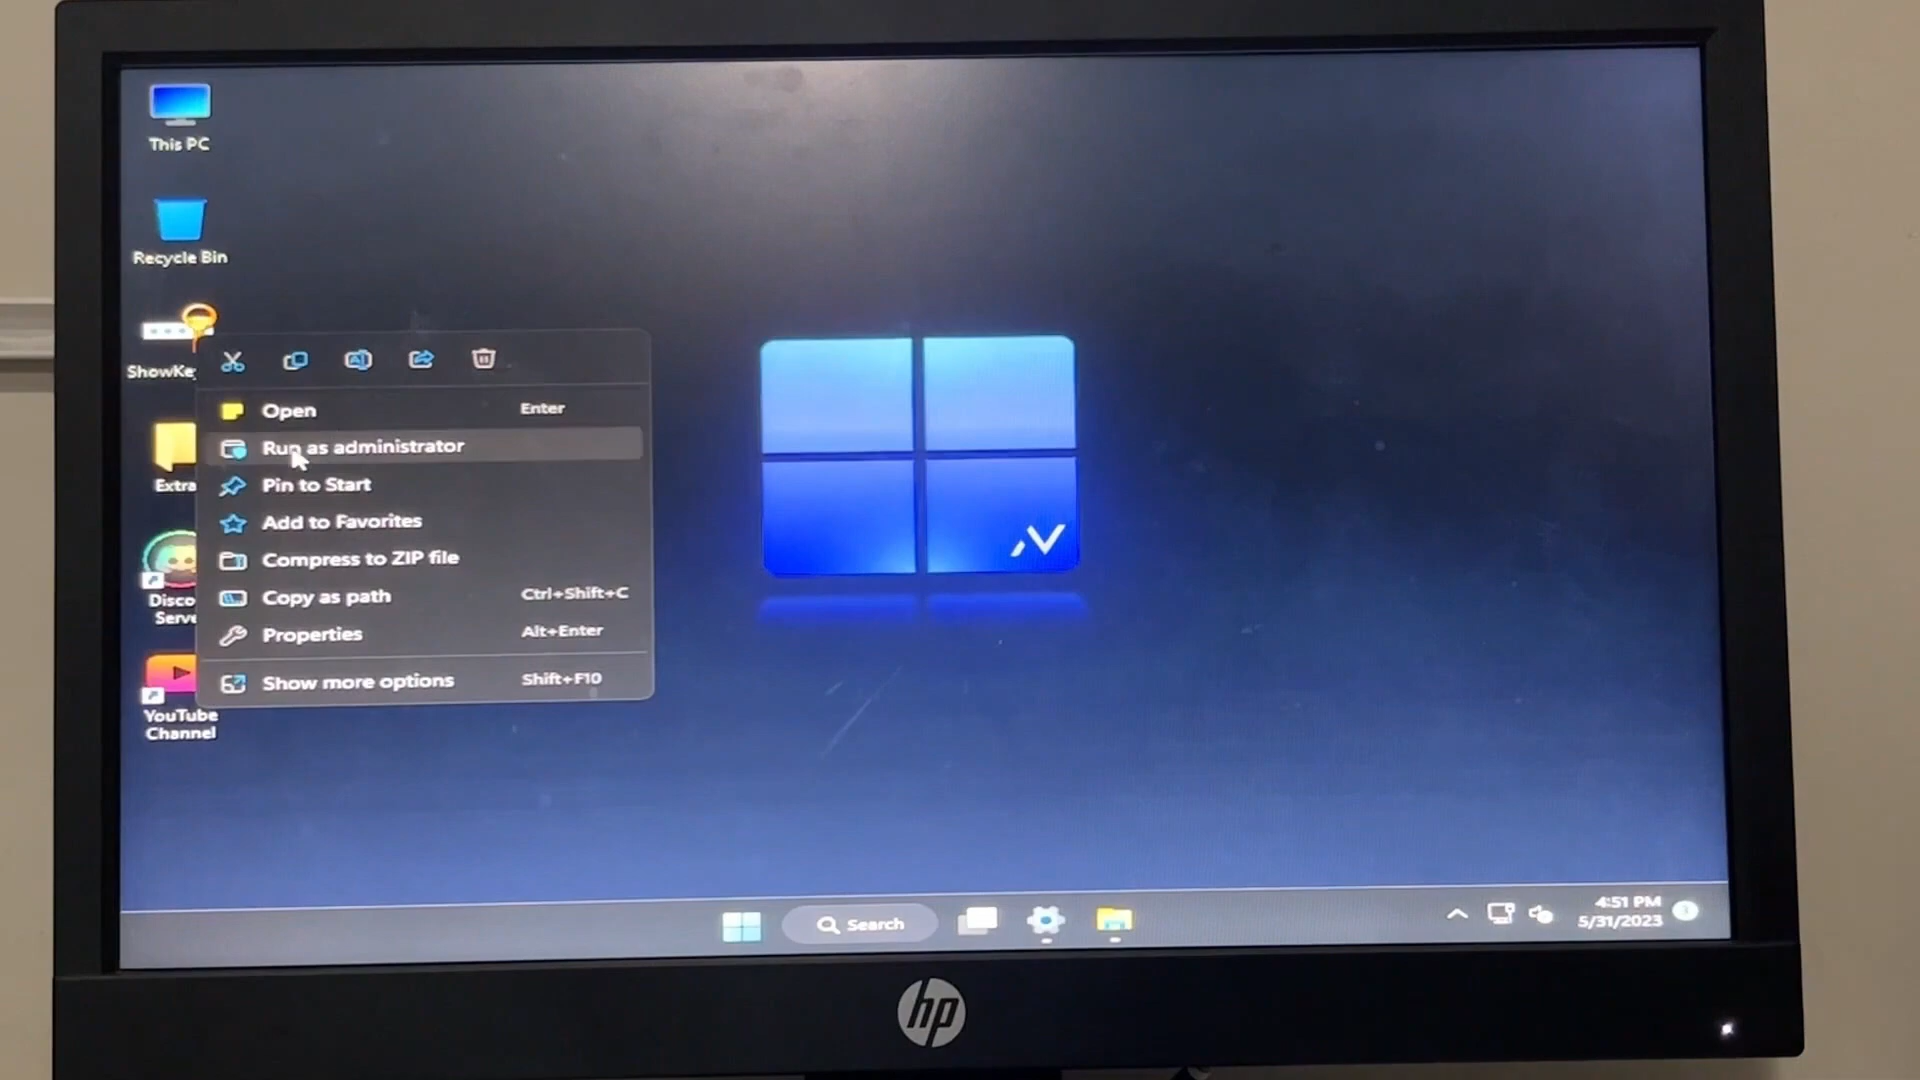 This PC
Recycle Bin
ShowKe
Extra
Disco
Serve
YouTube
Channel
Open Enter
Run as administrator
Pin to Start
Add to Favorites
Compress to ZIP file
Copy as path Ctrl+Shift+C
Properties Alt+Enter
Show more options Shift+F10
Search
4:51 PM
5/31/2023
hp